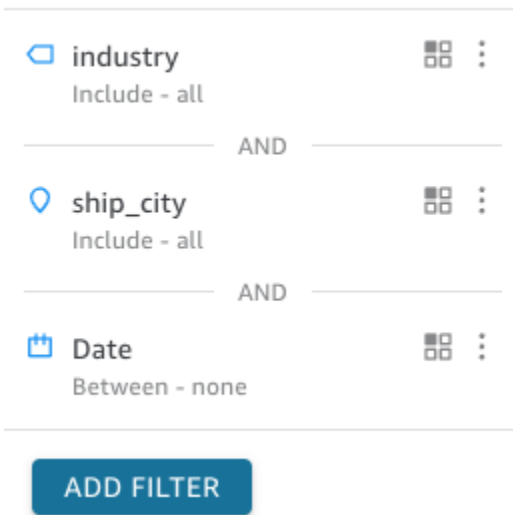 industry
Include - all
AND
ship_city
Include - all
AND
Date
Between - none
ADD FILTER